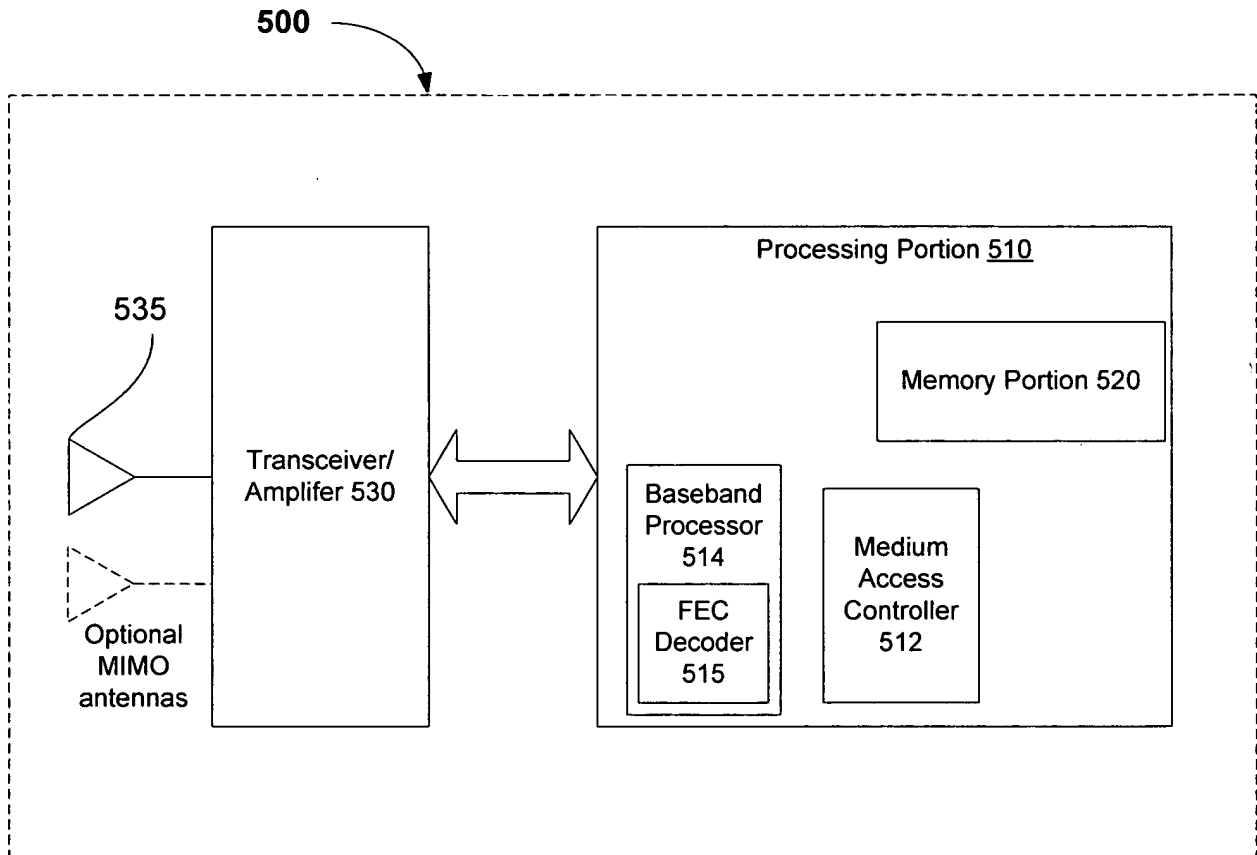 500
Processing Portion 510
535
Memory Portion 520
Transceiver/
Amplifer 530
Baseband
Processor
514
FEC
Decoder
515
Medium
Access
Controller
512
Optional
MIMO
antennas